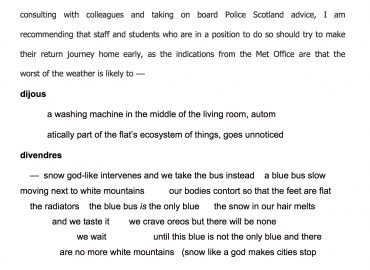 consulting with colleagues and taking on board Police Scotland advice, I am
recommending that staff and students who are in a position to do so should try to make
their return journey home early, as the indications from the Met Office are that the
worst of the weather is likely to —
dijous
a washing machine in the middle of the living room, autom
atically part of the flat's ecosystem of things, goes unnoticed
divendres
— snow god-like intervenes and we take the bus instead a blue bus slow
moving next to white mountains our bodies contort so that the feet are flat
the radiators the blue bus is the only blue the snow in our hair melts
and we taste it we crave oreos but there will be none
we wait until this blue is not the only blue and there
are no more white mountains (snow like a god makes cities stop